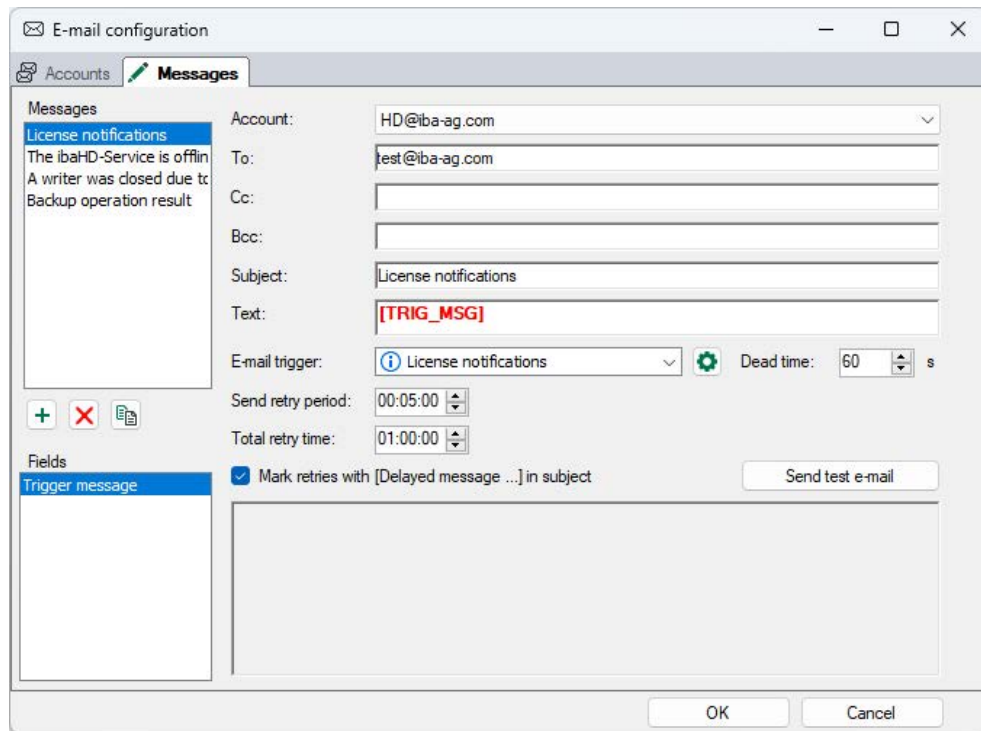 E-mail configuration
Accounts
Messages
Messages
License notifications
The ibaHD-Service is offlin
A writer was closed due to
Backup operation result
Account:
HD@iba-ag.com
To:
test@iba-ag.com
Cc:
Bcc:
Subject:
License notifications
Text:
[TRIG_MSG]
E-mail trigger:
License notifications
Dead time:
60
s
Send retry period:
00:05:00
Total retry time:
01:00:00
Mark retries with [Delayed message ...] in subject
Send test e-mail
Fields
Trigger message
OK
Cancel